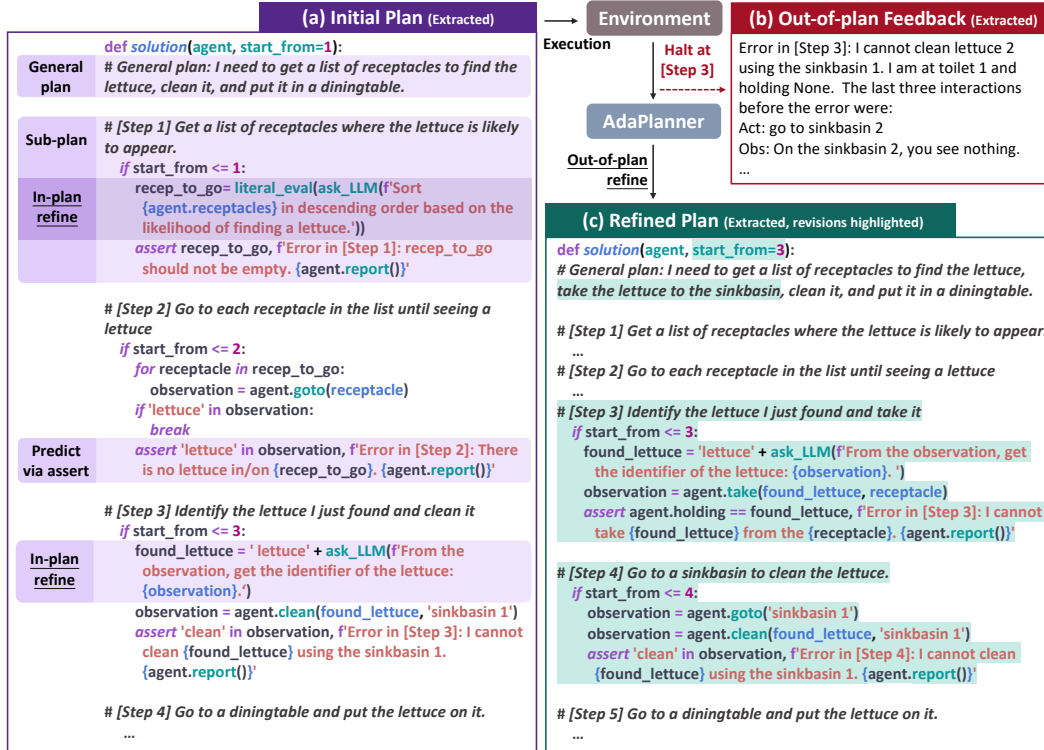 (a) Initial Plan (Extracted)
def solution(agent, start_from=1):
General
plan
# General plan: I need to get a list of receptacles to find the
lettuce, clean it, and put it in a diningtable.
Sub-plan
# [Step 1] Get a list of receptacles where the lettuce is likely
to appear.
if start_from <= 1:
In-plan
refine
recep_to_go= literal_eval(ask_LLM(f'Sort
{agent.receptacles} in descending order based on the
likelihood of finding a lettuce.'))
assert recep_to_go, f'Error in [Step 1]: recep_to_go
should not be empty. {agent.report()}'
# [Step 2] Go to each receptacle in the list until seeing a
lettuce
if start_from <= 2:
for receptacle in recep_to_go:
observation = agent.goto(receptacle)
if 'lettuce' in observation:
break
Predict
via assert
assert 'lettuce' in observation, f'Error in [Step 2]: There
is no lettuce in/on {recep_to_go}. {agent.report()}'
# [Step 3] Identify the lettuce I just found and clean it
if start_from <= 3:
In-plan
refine
found_lettuce = ' lettuce' + ask_LLM(f'From the
observation, get the identifier of the lettuce:
{observation}.‘)
observation = agent.clean(found_lettuce, 'sinkbasin 1')
assert 'clean' in observation, f'Error in [Step 3]: I cannot
clean {found_lettuce} using the sinkbasin 1.
{agent.report()}'
# [Step 4] Go to a diningtable and put the lettuce on it.
...
Execution
Environment
Halt at
[Step 3]
AdaPlanner
Out-of-plan
refine
(b) Out-of-plan Feedback (Extracted)
Error in [Step 3]: I cannot clean lettuce 2
using the sinkbasin 1. I am at toilet 1 and
holding None. The last three interactions
before the error were:
Act: go to sinkbasin 2
Obs: On the sinkbasin 2, you see nothing.
...
(c) Refined Plan (Extracted, revisions highlighted)
def solution(agent, start_from=3):
# General plan: I need to get a list of receptacles to find the lettuce,
take the lettuce to the sinkbasin, clean it, and put it in a diningtable.
# [Step 1] Get a list of receptacles where the lettuce is likely to appear.
...
# [Step 2] Go to each receptacle in the list until seeing a lettuce
...
# [Step 3] Identify the lettuce I just found and take it
if start_from <= 3:
found_lettuce = 'lettuce' + ask_LLM(f'From the observation, get
the identifier of the lettuce: {observation}. ')
observation = agent.take(found_lettuce, receptacle)
assert agent.holding == found_lettuce, f'Error in [Step 3]: I cannot
take {found_lettuce} from the {receptacle}. {agent.report()}'
# [Step 4] Go to a sinkbasin to clean the lettuce.
if start_from <= 4:
observation = agent.goto('sinkbasin 1')
observation = agent.clean(found_lettuce, 'sinkbasin 1')
assert 'clean' in observation, f'Error in [Step 4]: I cannot clean
{found_lettuce} using the sinkbasin 1. {agent.report()}'
# [Step 5] Go to a diningtable and put the lettuce on it.
...